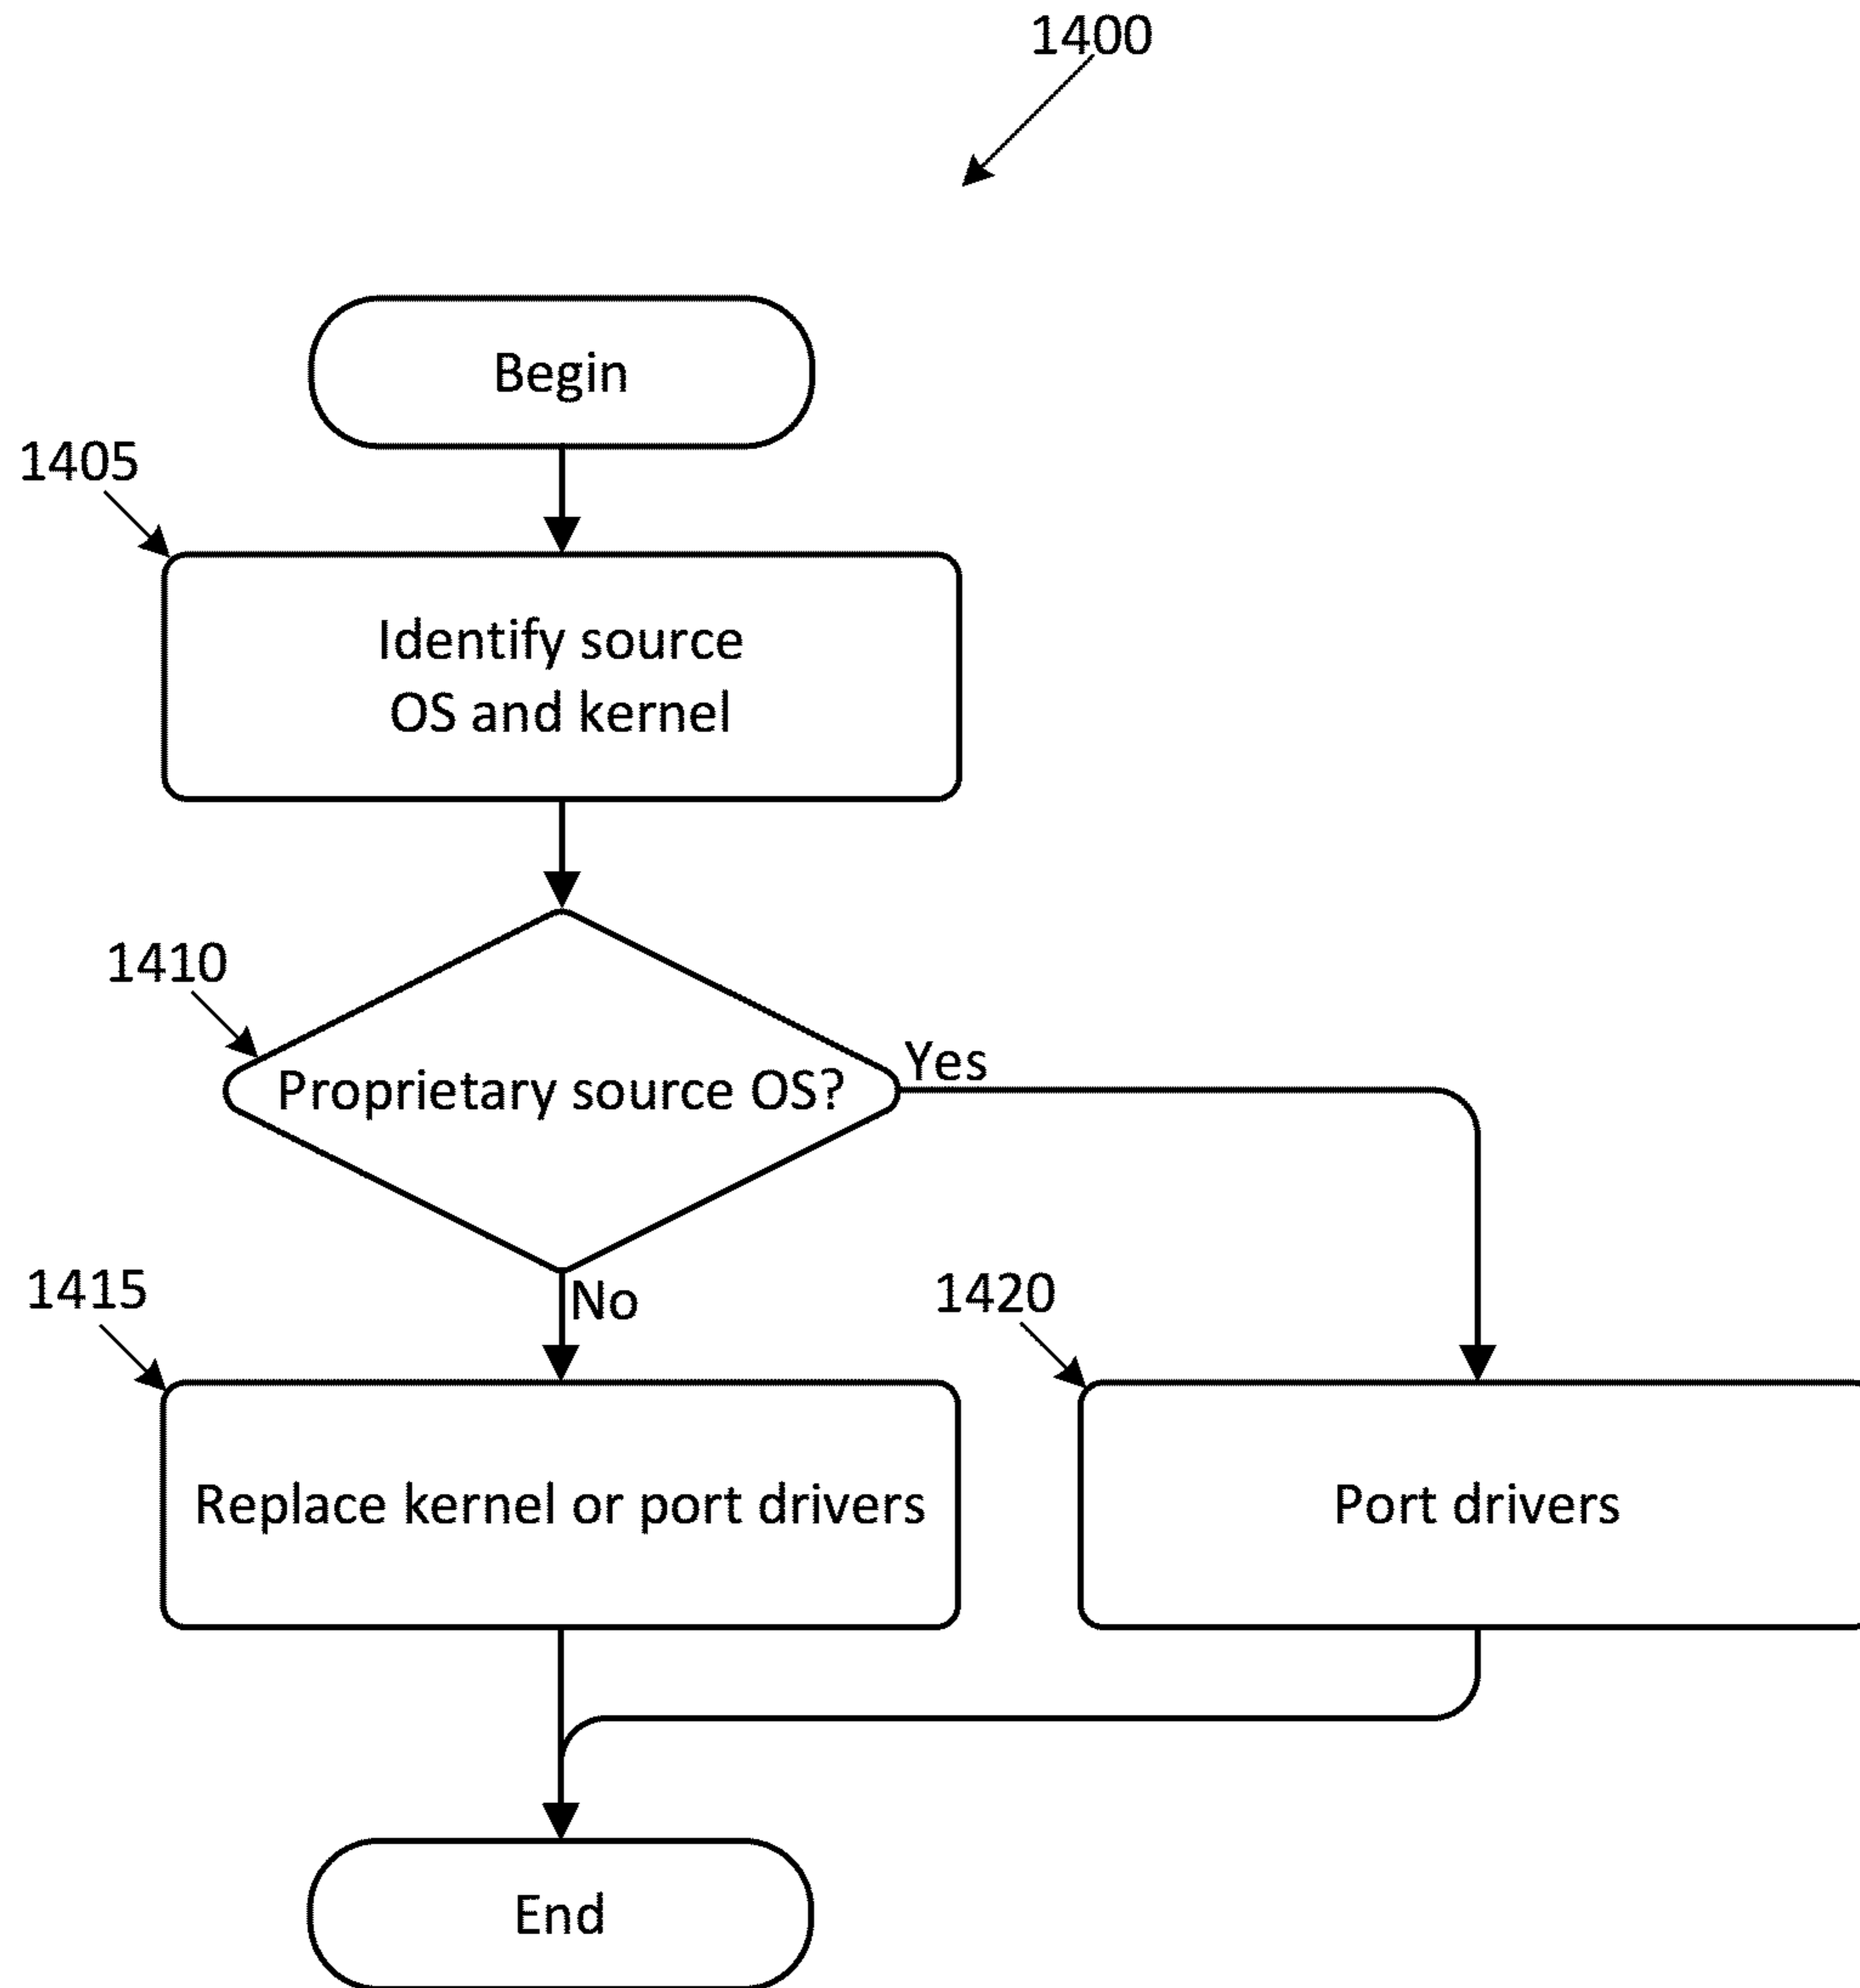 1400
Begin
1405
Identify source
OS and kernel
1410
Proprietary source OS?
Yes
No
1415
Replace kernel or port drivers
1420
Port drivers
End